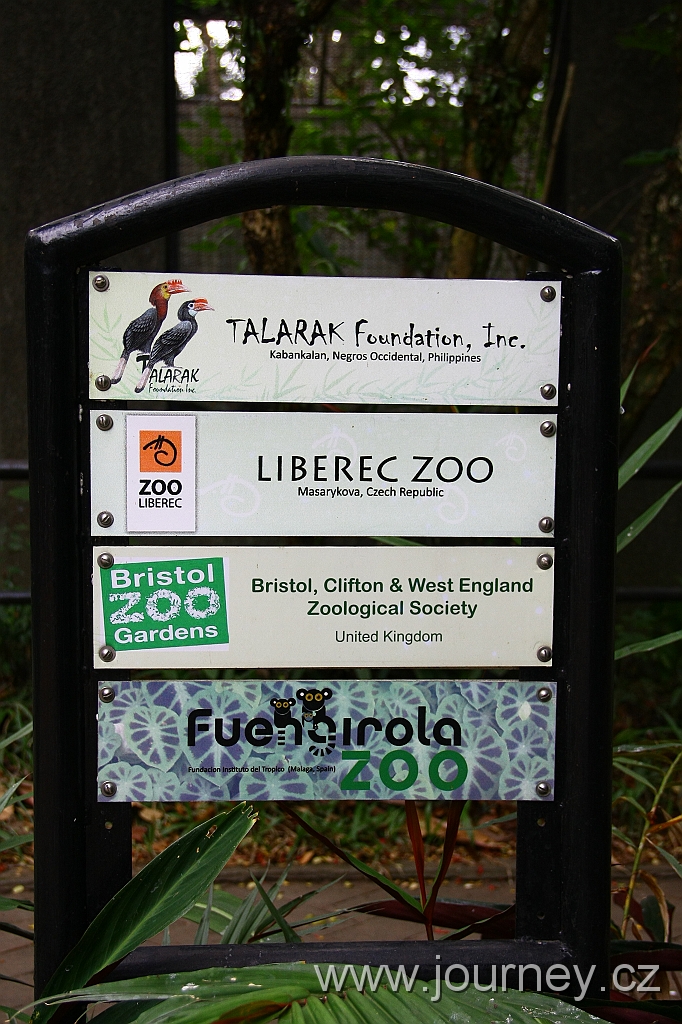 TALARAK Foundation, Inc.
Kabankalan, Negros Occidental, Philippines
TALARAK
Foundation Inc.
LIBEREC ZOO
Masarykova, Czech Republic
ZOO
LIBEREC
Bristol
ZOO
Gardens
Bristol, Clifton & West England
Zoological Society
United Kingdom
Fuengirola
Fundacion Instituto del Tropico (Malaga, Spain)
ZOO
www.journey.cz